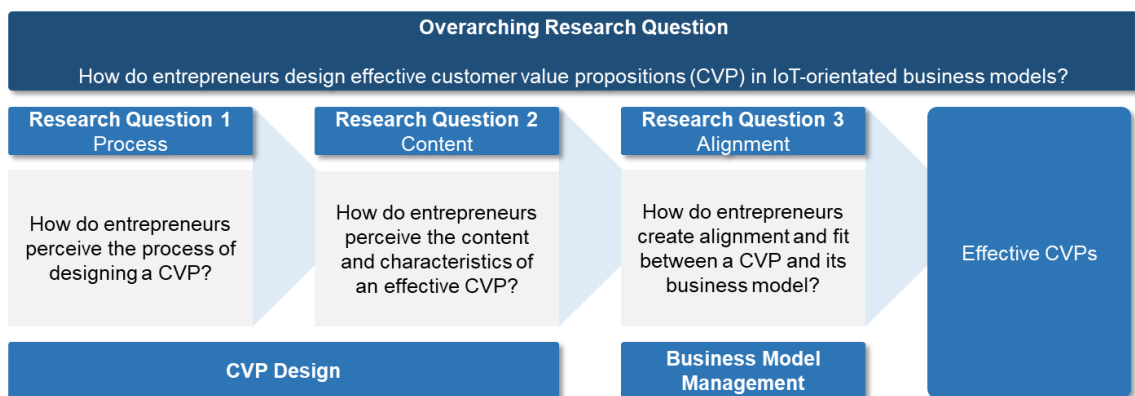 Overarching Research Question
How do entrepreneurs design effective customer value propositions (CVP) in IoT-orientated business models?
Research Question 1
Process
How do entrepreneurs
perceive the process of
designing a CVP?
Research Question 2
Content
How do entrepreneurs
perceive the content
and characteristics of
an effective CVP?
Research Question 3
Alignment
How do entrepreneurs
create alignment and fit
between a CVP and its
business model?
Effective CVPs
CVP Design
Business Model
Management